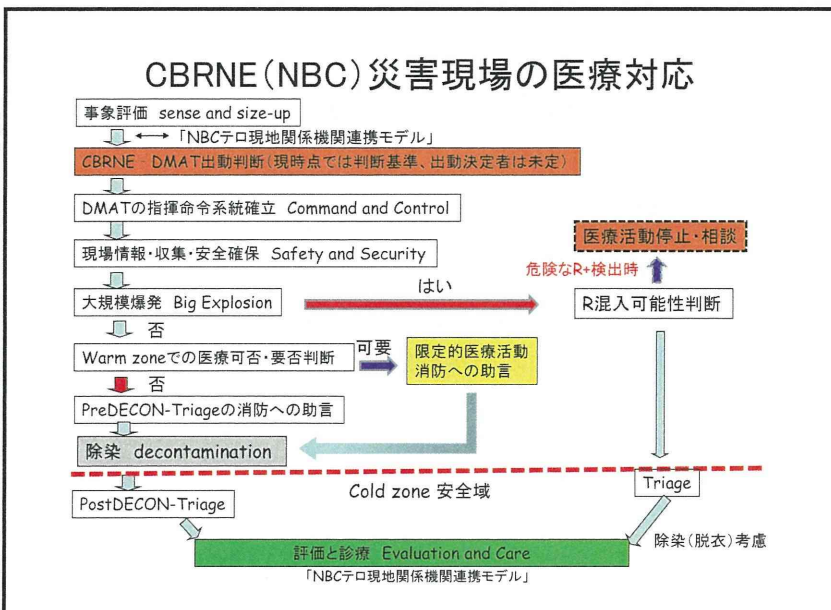 CBRNE(NBC)災害現場の医療対応
事象評価 sense and size-up
「NBCテロ現地関係機関連携モデル」
CBRNE・DMAT出動判断(現時点では判断基準、出動決定者は未定)
DMATの指揮命令系統確立 Command and Control
現場情報・収集・安全確保 Safety and Security
医療活動停止・相談
危険なR+検出時
大規模爆発 Big Explosion
はい
R混入可能性判断
否
Warm zoneでの医療可否・要否判断
可要
限定的医療活動
消防への助言
否
PreDECON-Triageの消防への助言
除染 decontamination
Cold zone 安全域
Triage
PostDECON-Triage
除染(脱衣)考慮
評価と診療 Evaluation and Care
「NBCテロ現地関係機関連携モデル」